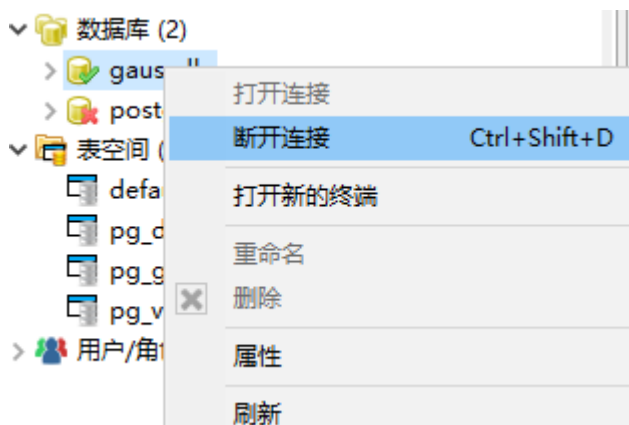 数据库 (2)
打开连接
断开连接 Ctrl+Shift+D
表空间 (
打开新的终端
重命名
删除
用户/角
属性
刷新